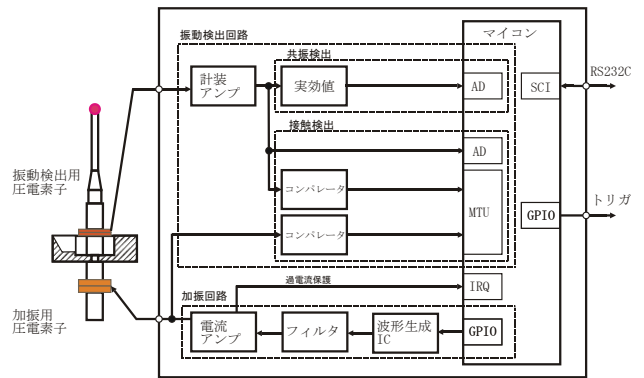 振動検出回路
マイコン
共振検出
計装
アンプ
実効値
AD
SCI
RS232C
接触検出
AD
振動検出用
圧電素子
コンパレータ
MTU
トリガ
GPIO
コンパレータ
過電流保護
IRQ
加振回路
加振用
圧電素子
電流
アンプ
フィルタ
波形生成
IC
GPIO